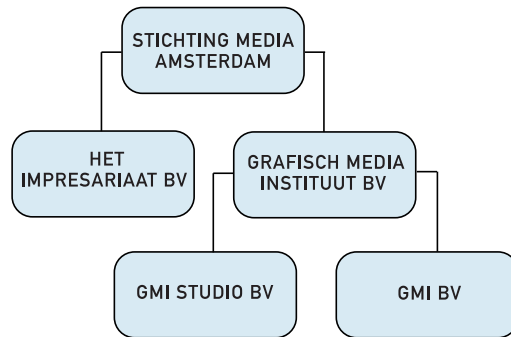 STICHTING MEDIA
AMSTERDAM
HET
IMPRESARIAAT BV
GRAFISCH MEDIA
INSTITUUT BV
GMI STUDIO BV
GMI BV